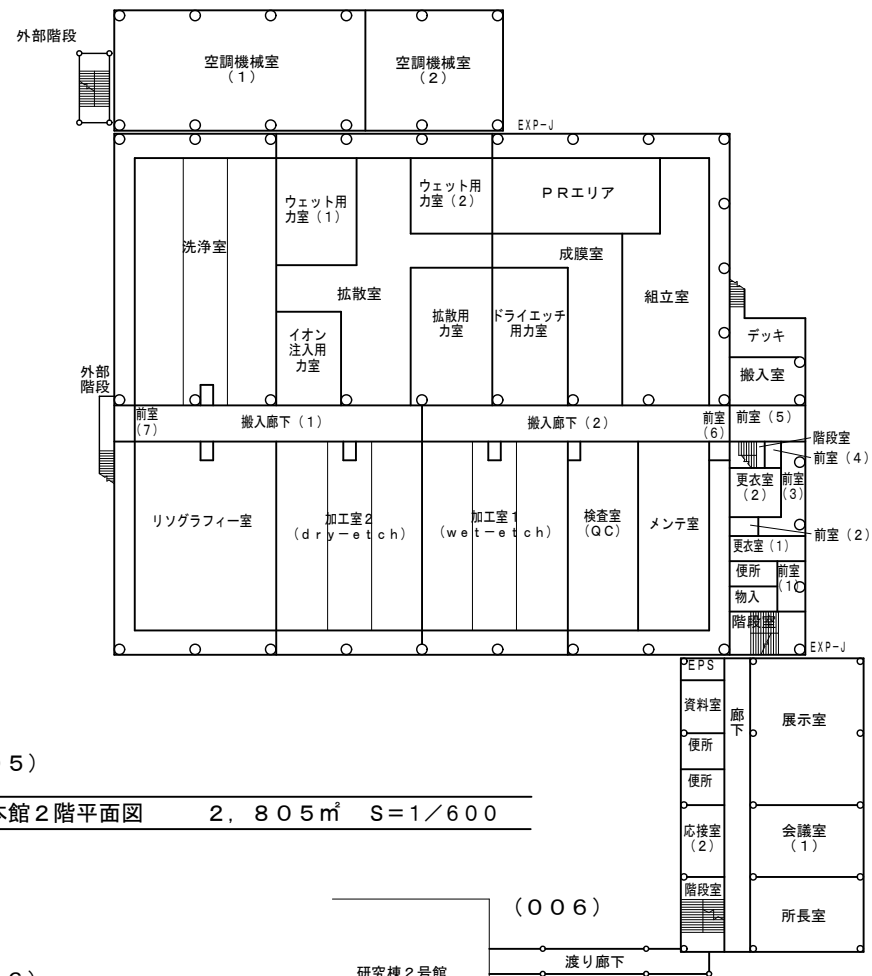 外部階段
空調機械室
(1)
空調機械室
(2)
EXP-J
ウェット用
力室(1)
ウェット用
力室(2)
PRエリア
洗浄室
成膜室
拡散室
組立室
拡散用
力室
ドライエッチ
用力室
イオン
注入用
力室
デッキ
搬入室
外部
階段
前室
(7)
搬入廊下(1)
搬入廊下(2)
前室
(6)
前室(5)
階段室
前室(4)
更衣室
(2)
前室
(3)
リソグラフィー室
加工室2
(dry-etch)
加工室1
(wet-etch)
検査室
(QC)
メンテ室
前室(2)
更衣室(1)
便所
前室
(1)
物入
階段室
EXP-J
EPS
資料室
廊下
展示室
便所
便所
5)
本館2階平面図 2,805㎡ S=1/600
応接室
(2)
会議室
(1)
階段室
所長室
(006)
渡り廊下
研究棟2号館